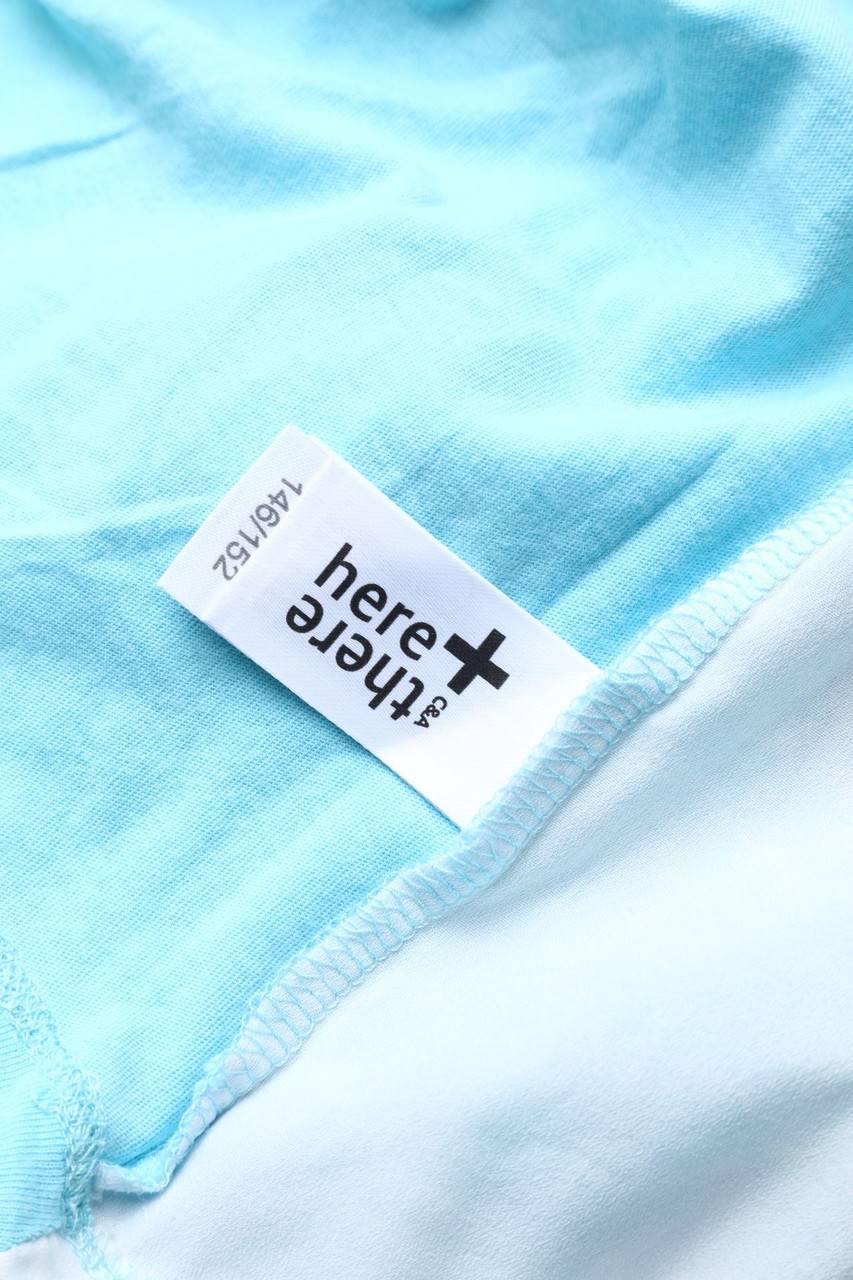 146/152
here
+
there
C&A